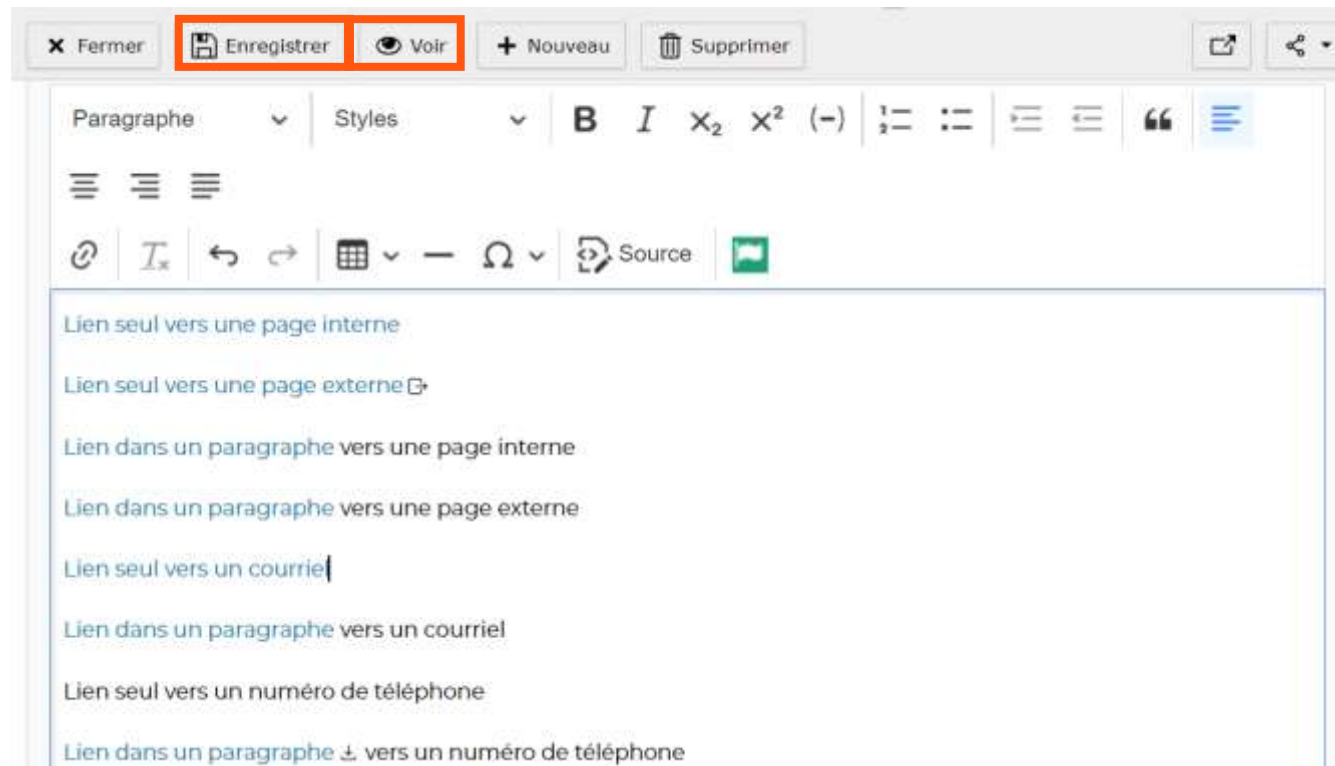 Fermer Enregistrer Voir Nouveau Supprimer
Paragraphe Styles B I X₂ X² (-)
Source
Lien seul vers une page interne
Lien seul vers une page externe
Lien dans un paragraphe vers une page interne
Lien dans un paragraphe vers une page externe
Lien seul vers un courriel
Lien dans un paragraphe vers un courriel
Lien seul vers un numéro de téléphone
Lien dans un paragraphe vers un numéro de téléphone